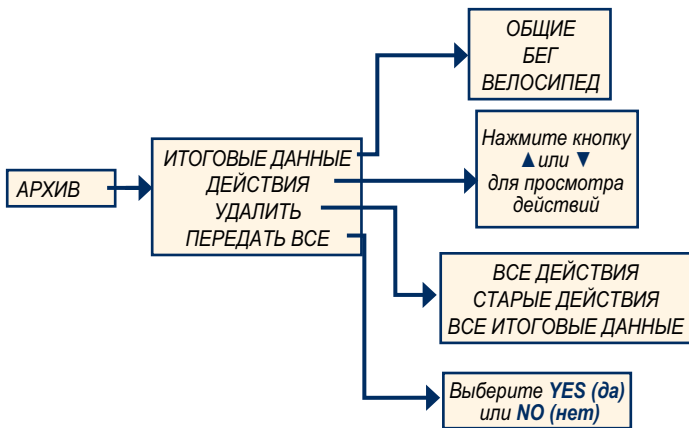 АРХИВ
ИТОГОВЫЕ ДАННЫЕ
ДЕЙСТВИЯ
УДАЛИТЬ
ПЕРЕДАТЬ ВСЕ
ОБЩИЕ
БЕГ
ВЕЛОСИПЕД
Нажмите кнопку
▲ или ▼
для просмотра
действий
ВСЕ ДЕЙСТВИЯ
СТАРЫЕ ДЕЙСТВИЯ
ВСЕ ИТОГОВЫЕ ДАННЫЕ
Выберите YES (да)
или NO (нет)